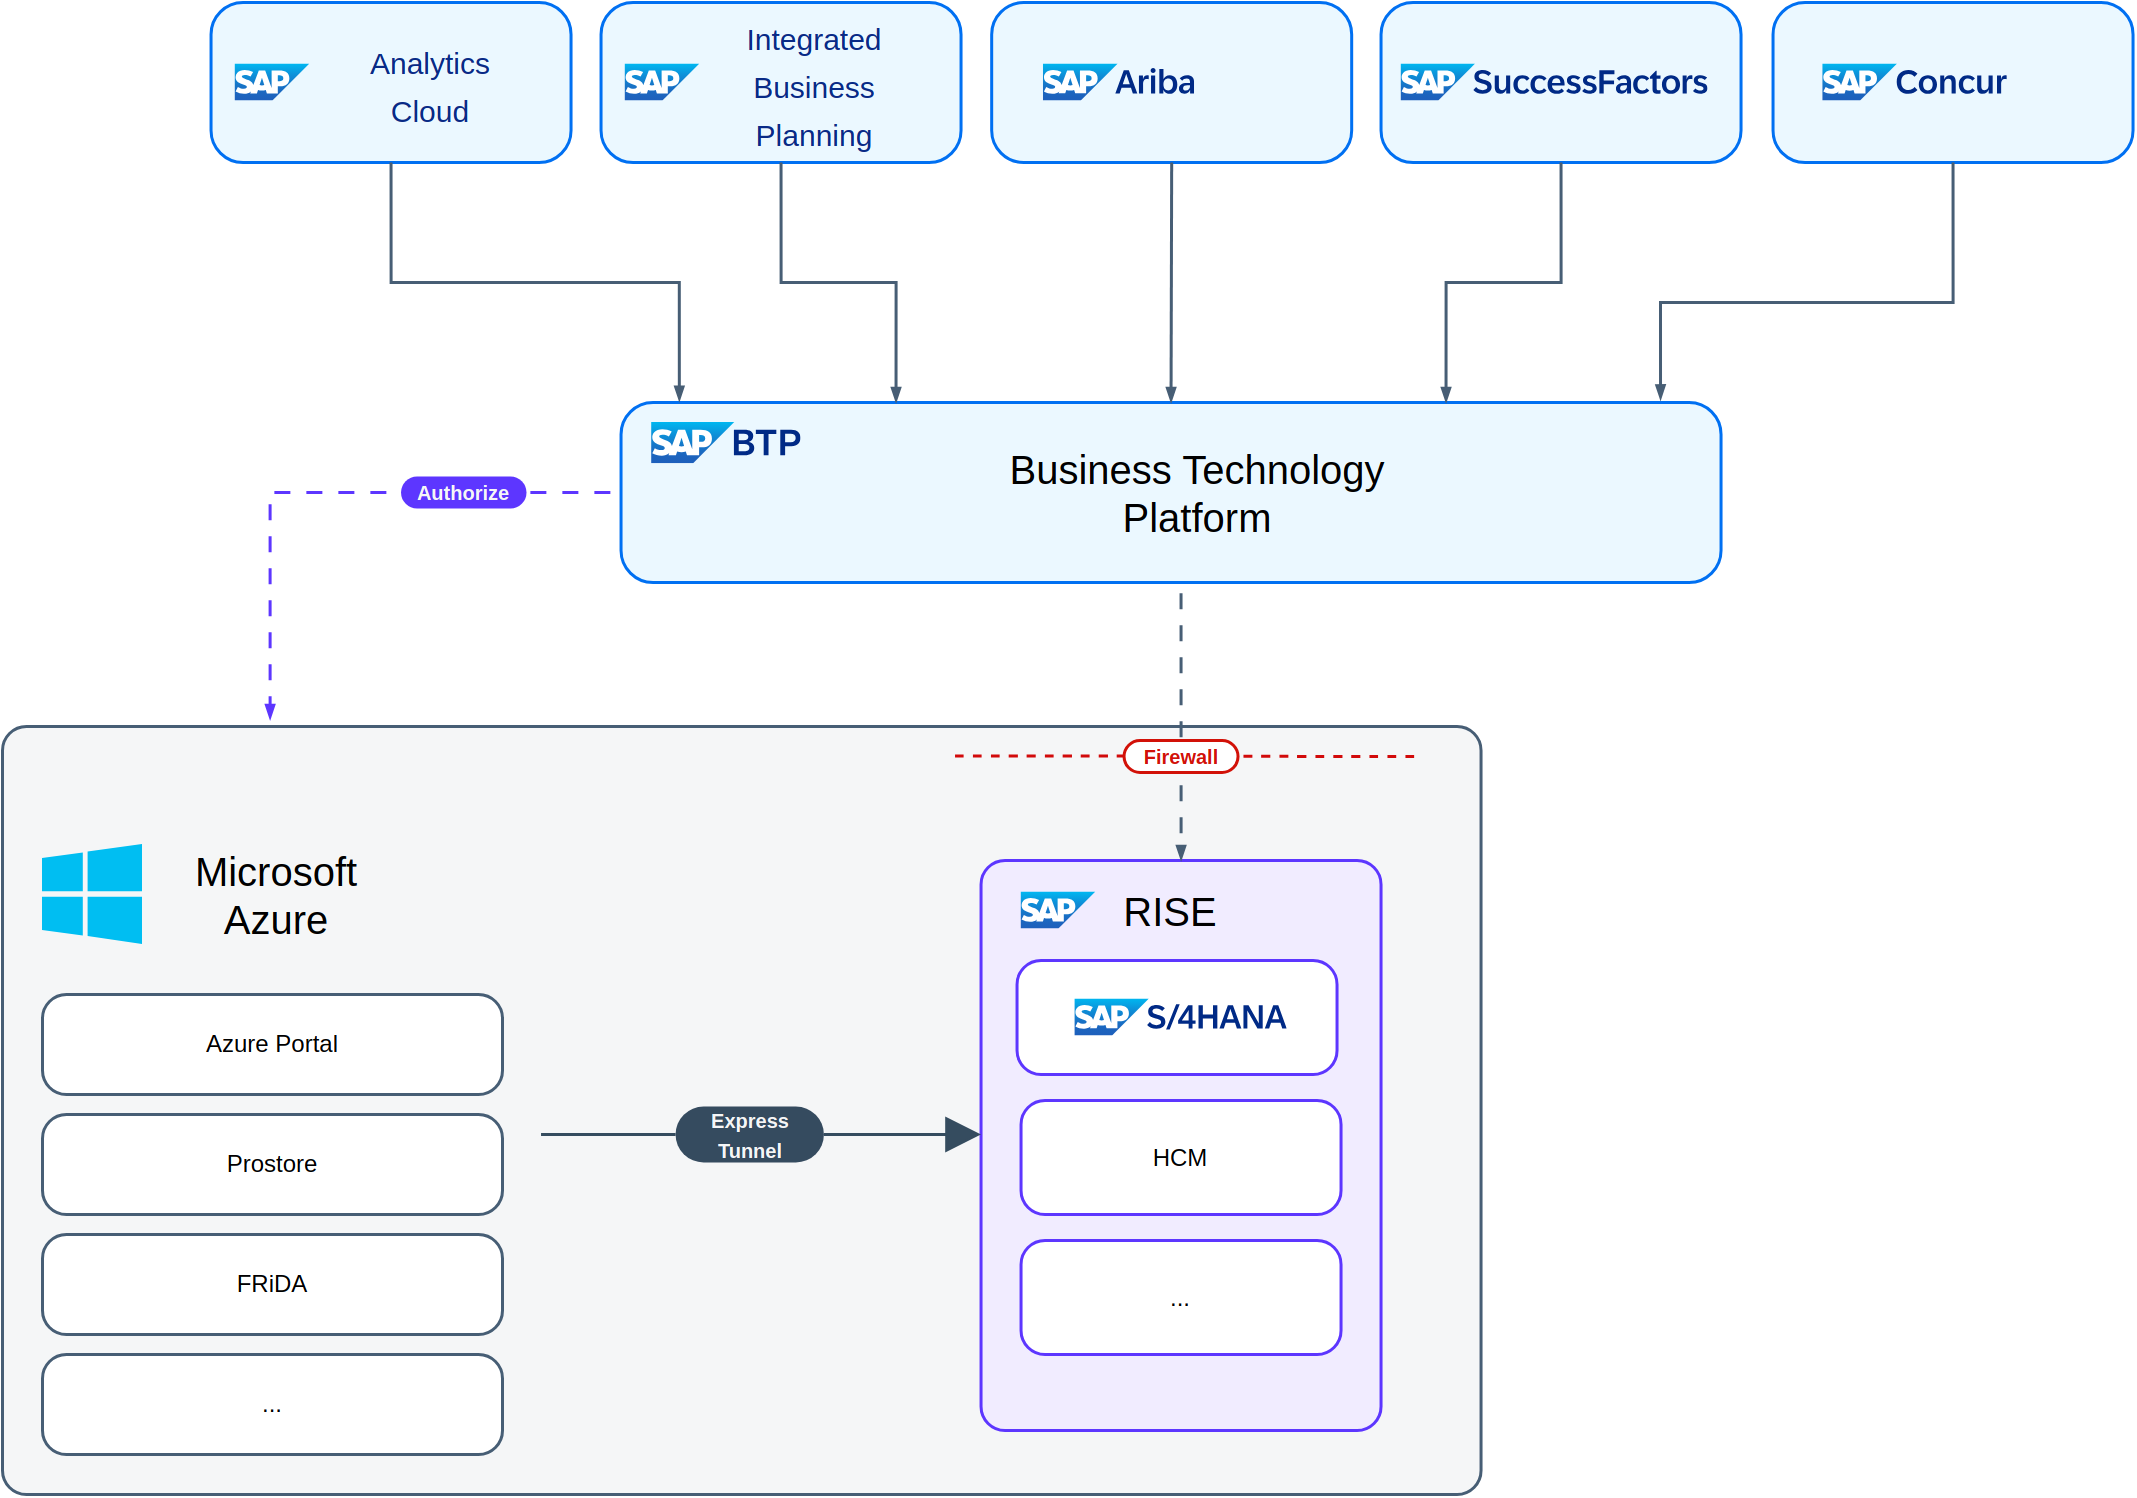 SAP
Analytics
Cloud
SAP
Integrated
Business
Planning
SAP Ariba
SAP SuccessFactors
SAP Concur
SAP BTP
Business Technology
Platform
Authorize
Firewall
Microsoft
Azure
Azure Portal
Prostore
FRiDA
...
Express
Tunnel
SAP RISE
SAP S/4HANA
HCM
...